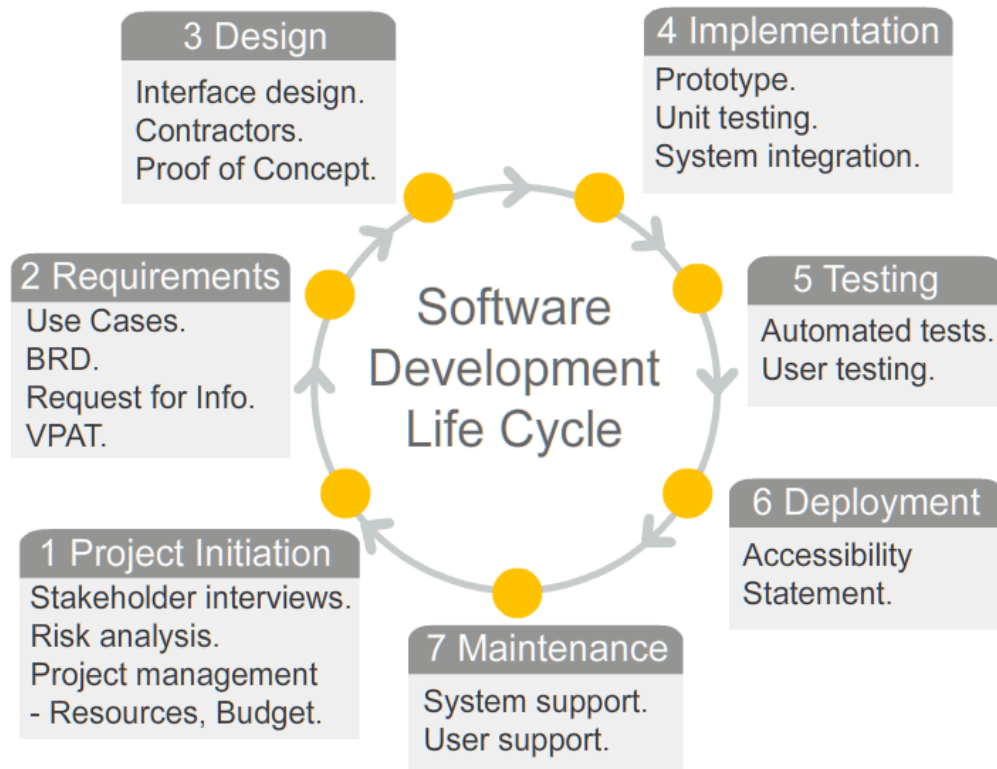 3 Design
Interface design.
Contractors.
Proof of Concept.
4 Implementation
Prototype.
Unit testing.
System integration.
2 Requirements
Use Cases.
BRD.
Request for Info.
VPAT.
Software
Development
Life Cycle
5 Testing
Automated tests.
User testing.
1 Project Initiation
Stakeholder interviews.
Risk analysis.
Project management
- Resources, Budget.
6 Deployment
Accessibility
Statement.
7 Maintenance
System support.
User support.